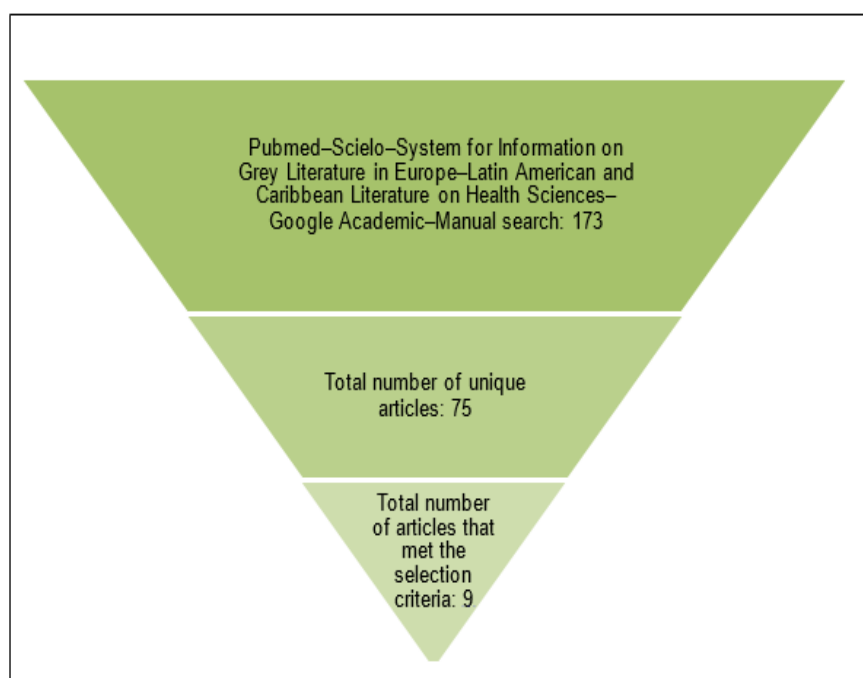 Pubmed–Scielo–System for Information on
Grey Literature in Europe–Latin American and
Caribbean Literature on Health Sciences–
Google Academic–Manual search: 173
Total number of unique
articles: 75
Total number
of articles that
met the
selection
criteria: 9